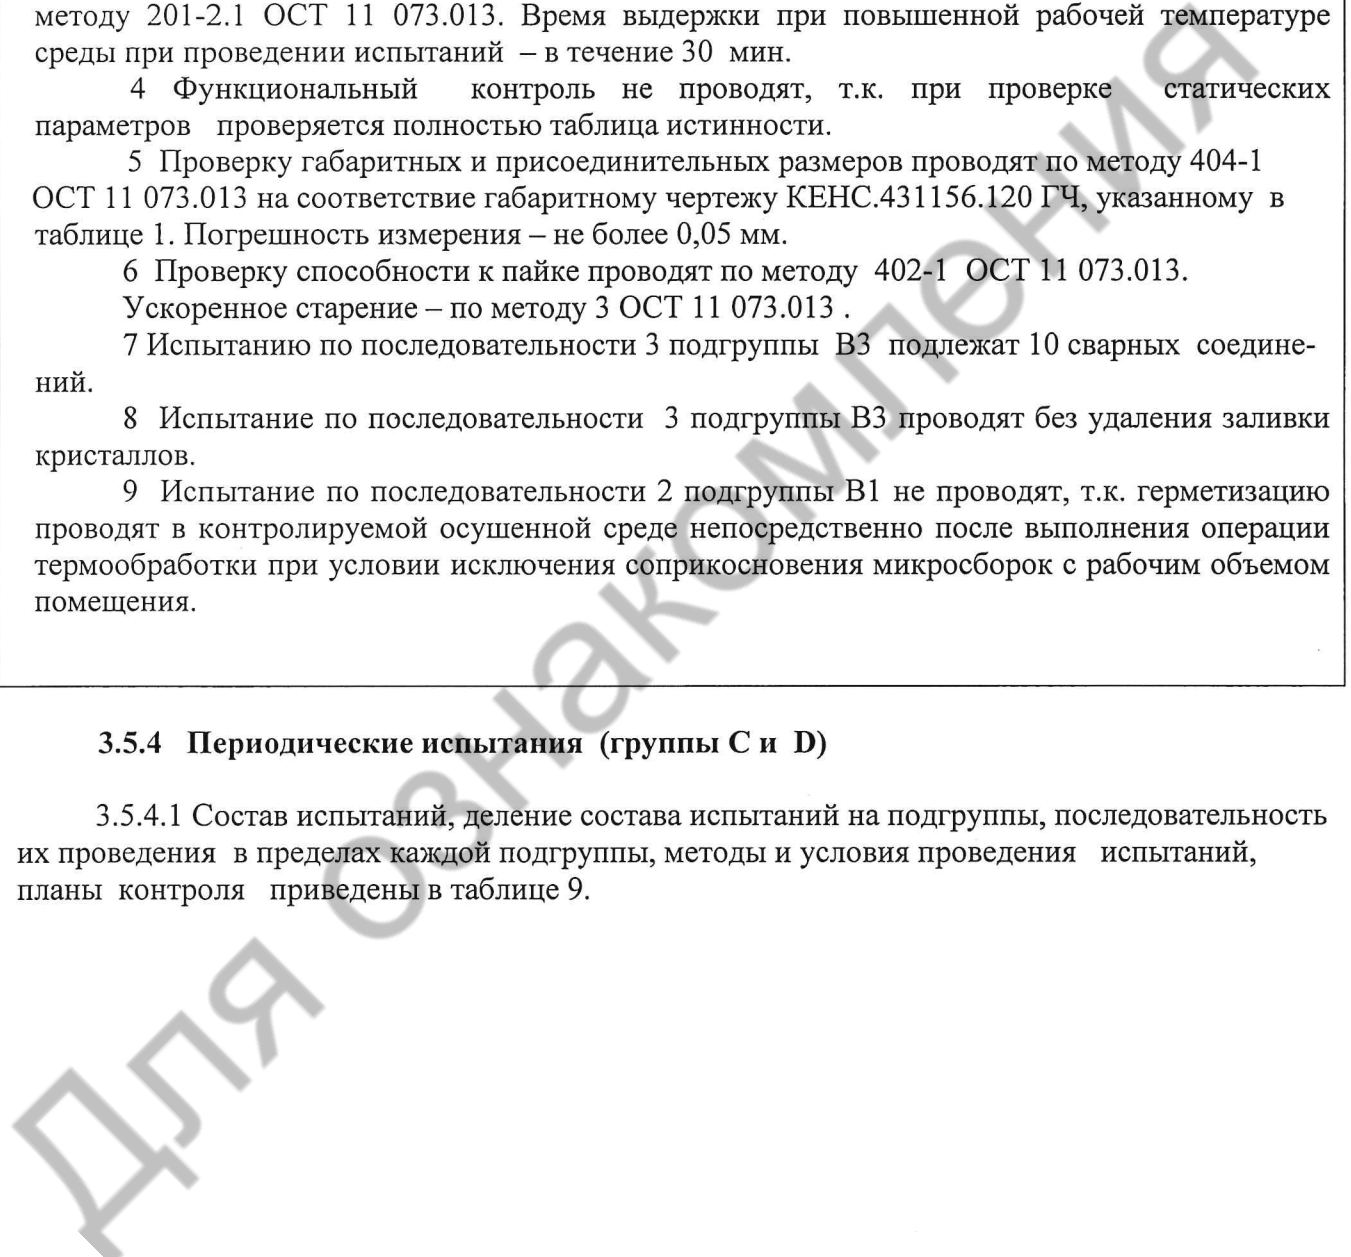 методу 201-2.1 ОСТ 11 073.013. Время выдержки при повышенной рабочей температуре
среды при проведении испытаний – в течение 30 мин.
4 Функциональный контроль не проводят, т.к. при проверке статических
параметров проверяется полностью таблица истинности.
5 Проверку габаритных и присоединительных размеров проводят по методу 404-1
ОСТ 11 073.013 на соответствие габаритному чертежу КЕНС.431156.120 ГЧ, указанному в
таблице 1. Погрешность измерения – не более 0,05 мм.
6 Проверку способности к пайке проводят по методу 402-1 ОСТ 11 073.013.
Ускоренное старение – по методу 3 ОСТ 11 073.013 .
7 Испытанию по последовательности 3 подгруппы В3 подлежат 10 сварных соедине-
ний.
8 Испытание по последовательности 3 подгруппы В3 проводят без удаления заливки
кристаллов.
9 Испытание по последовательности 2 подгруппы В1 не проводят, т.к. герметизацию
проводят в контролируемой осушенной среде непосредственно после выполнения операции
термообработки при условии исключения соприкосновения микросборок с рабочим объемом
помещения.
3.5.4 Периодические испытания (группы С и D)
3.5.4.1 Состав испытаний, деление состава испытаний на подгруппы, последовательность
их проведения в пределах каждой подгруппы, методы и условия проведения испытаний,
планы контроля приведены в таблице 9.
Для ознакомления